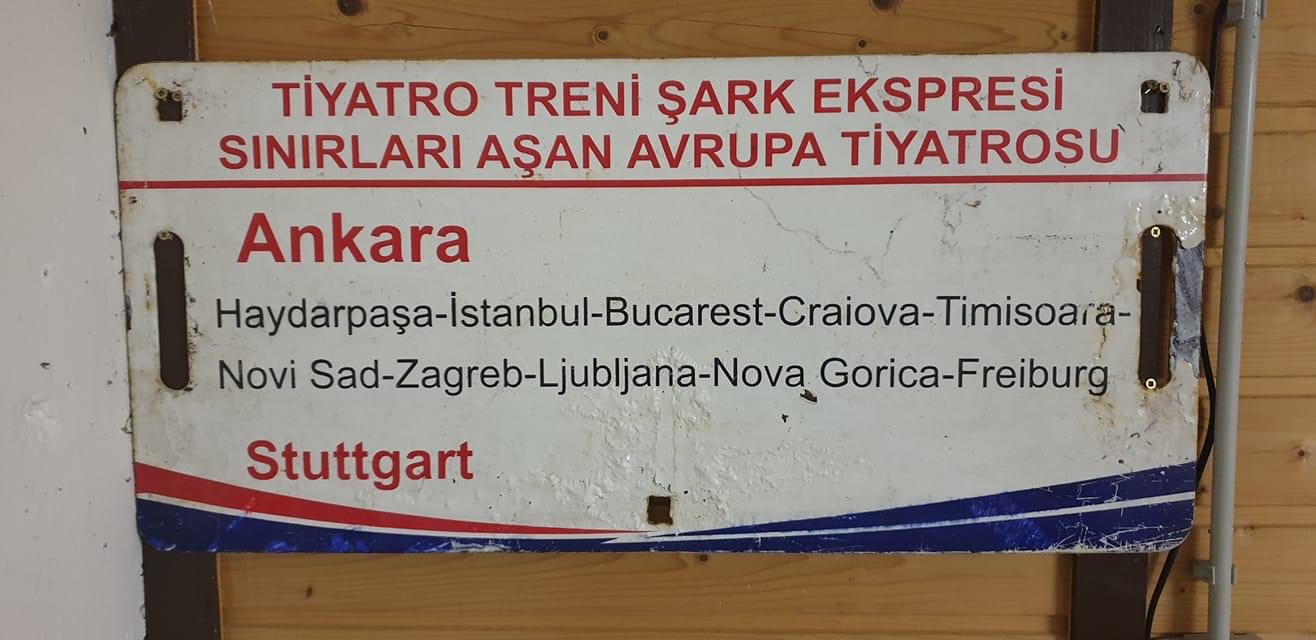 TİYATRO TRENİ ŞARK EKSPRESİ
SINIRLARI AŞAN AVRUPA TİYATROSU
Ankara
Haydarpaşa-İstanbul-Bucarest-Craiova-Timisoara-
Novi Sad-Zagreb-Ljubljana-Nova Gorica-Freiburg
Stuttgart